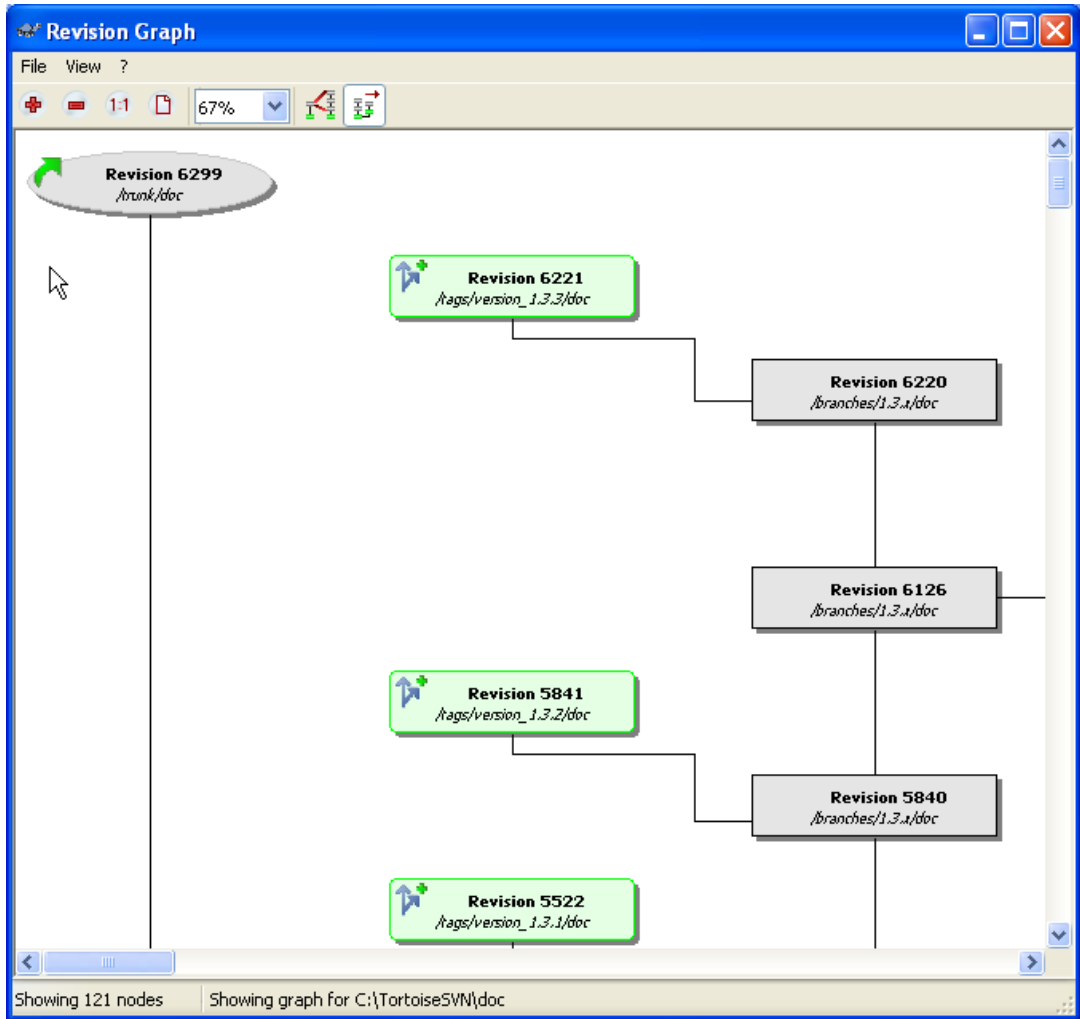 Revision Graph
File View ?
1:1 67%
Revision 6299
/trunk/doc
Revision 6221
/tags/version_1.3.3/doc
Revision 6220
/branches/1.3.x/doc
Revision 6126
/branches/1.3.x/doc
Revision 5841
/tags/version_1.3.2/doc
Revision 5840
/branches/1.3.x/doc
Revision 5522
/tags/version_1.3.1/doc
Showing 121 nodes Showing graph for C:\TortoiseSVN\doc